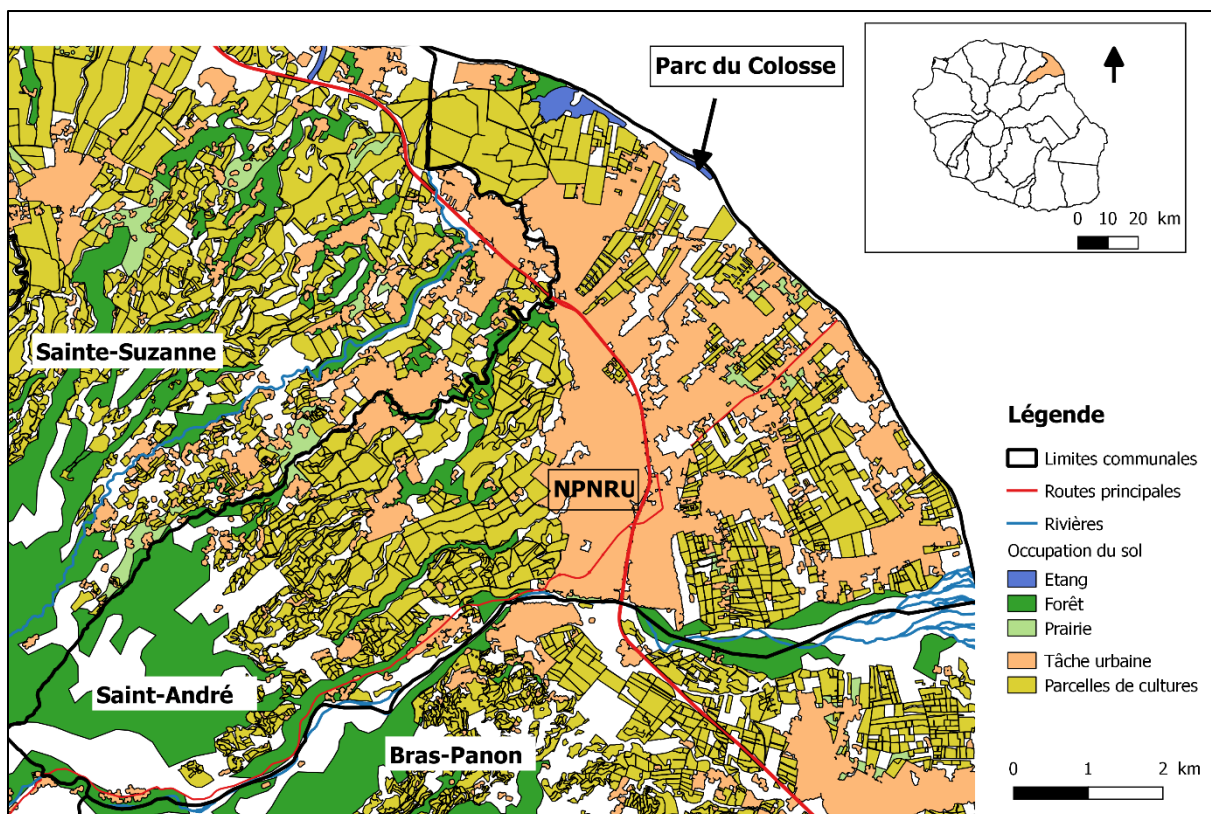 Parc du Colosse
0 10 20 km
Sainte-Suzanne
NPNRU
Saint-André
Bras-Panon
Légende
Limites communales
Routes principales
Rivières
Occupation du sol
Etang
Forêt
Prairie
Tâche urbaine
Parcelles de cultures
0 1 2 km